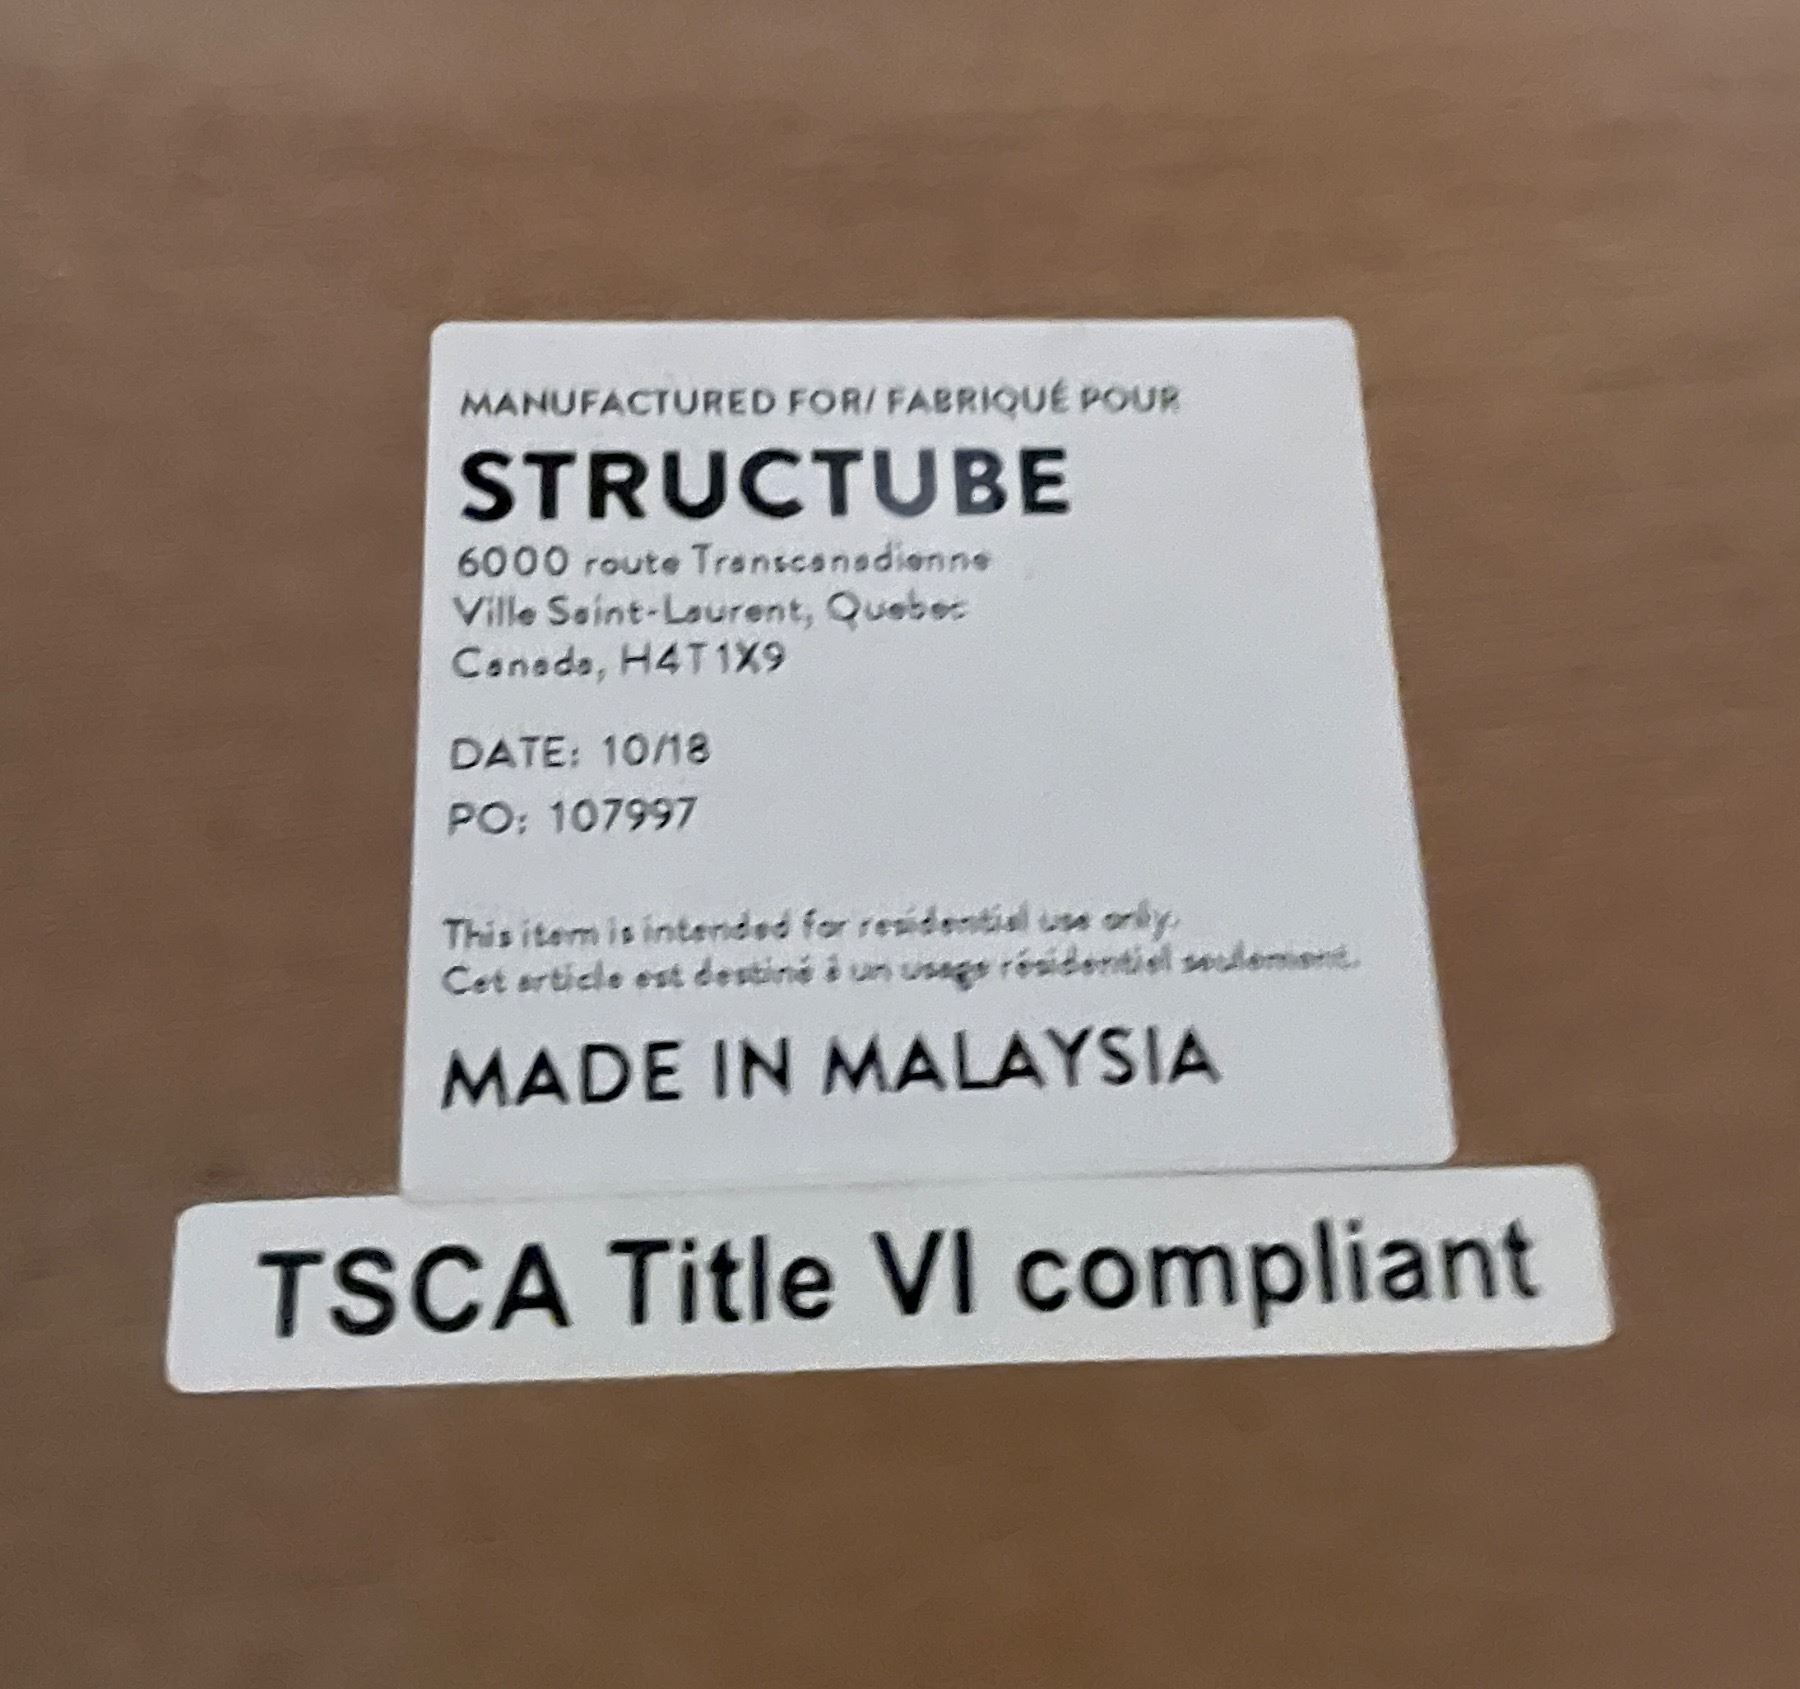 MANUFACTURED FOR/ FABRIQUÉ POUR
STRUCTUBE
6000 route Transcanadienne
Ville Saint-Laurent, Quebec
Canada, H4T1X9
DATE: 10/18
PO: 107997
This item is intended for residential use only.
Cet article est destiné à un usage résidentiel seulement.
MADE IN MALAYSIA
TSCA Title VI compliant